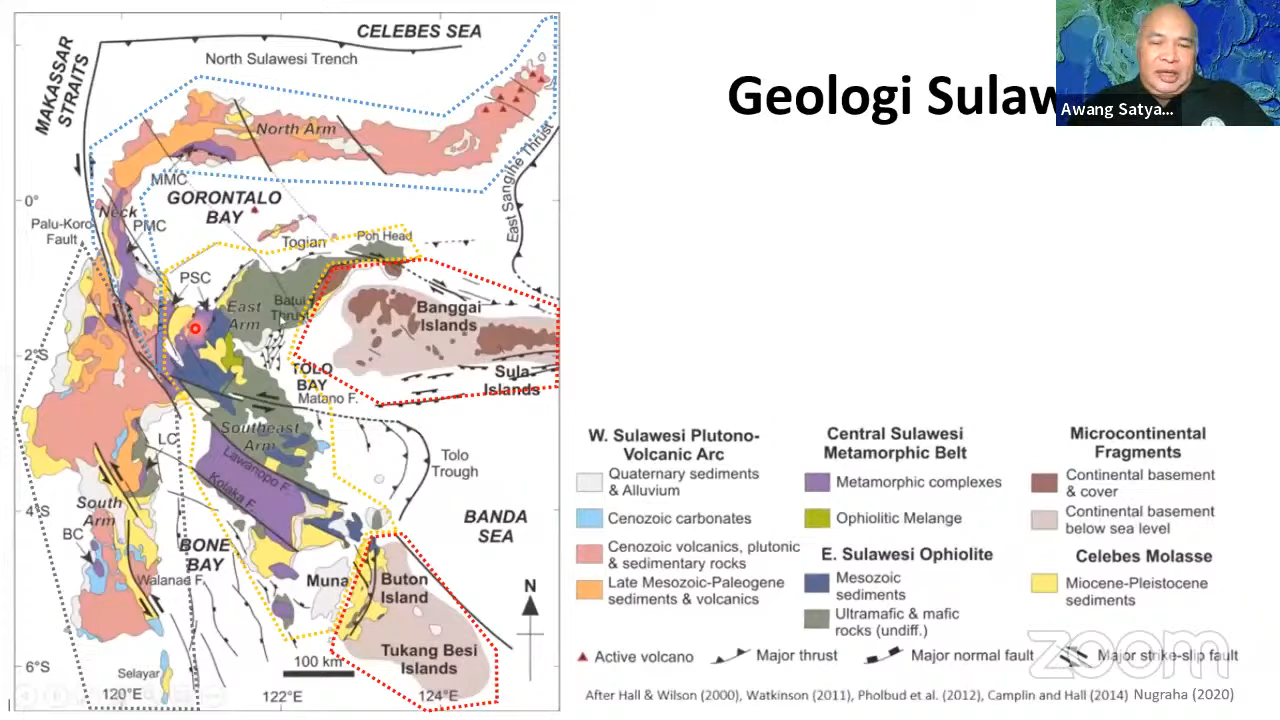 Geologi Sulaw
Awang Satya...
CELEBES SEA
MAKASSAR
STRAITS
North Sulawesi Trench
North Arm
East Sangihe Thrust
MMC
GORONTALO
BAY
0°
Neck
Palu-Koro
Fault
PMC
Togian
Poh Head
PSC
East
Arm
Batui
Thrust
Banggai
Islands
2°S
TOLO
BAY
Sula
Islands
Matano F.
Southeast
Arm
LC
Lawanopo F.
Kolaka F.
Tolo
Trough
South
Arm
4°S
BANDA
SEA
BC
BONE
BAY
Walanae F.
Muna
Buton
Island
N
Tukang Besi
Islands
6°S
Selayar
100 km
120°E
122°E
124°E
W. Sulawesi Plutono-
Volcanic Arc
Quaternary sediments
& Alluvium
Cenozoic carbonates
Cenozoic volcanics, plutonic
& sedimentary rocks
Late Mesozoic-Paleogene
sediments & volcanics
Central Sulawesi
Metamorphic Belt
Metamorphic complexes
Ophiolitic Melange
E. Sulawesi Ophiolite
Mesozoic
sediments
Ultramafic & mafic
rocks (undiff.)
Microcontinental
Fragments
Continental basement
& cover
Continental basement
below sea level
Celebes Molasse
Miocene-Pleistocene
sediments
Active volcano
Major thrust
Major normal fault
Major strike-slip fault
zoom
After Hall & Wilson (2000), Watkinson (2011), Pholbud et al. (2012), Camplin and Hall (2014) Nugraha (2020)